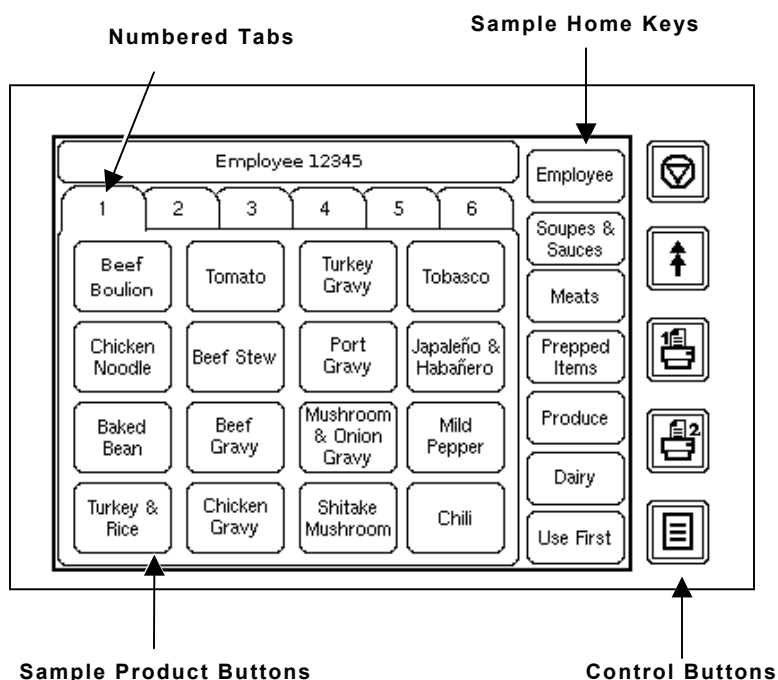 Numbered Tabs
Sample Home Keys
Employee 12345
1 2 3 4 5 6
Beef
Boulion
Tomato
Turkey
Gravy
Tobasco
Chicken
Noodle
Beef Stew
Port
Gravy
Japaleño &
Habañero
Baked
Bean
Beef
Gravy
Mushroom
& Onion
Gravy
Mild
Pepper
Turkey &
Rice
Chicken
Gravy
Shitake
Mushroom
Chili
Employee
Soupes &
Sauces
Meats
Prepped
Items
Produce
Dairy
Use First
1
2
Sample Product Buttons
Control Buttons